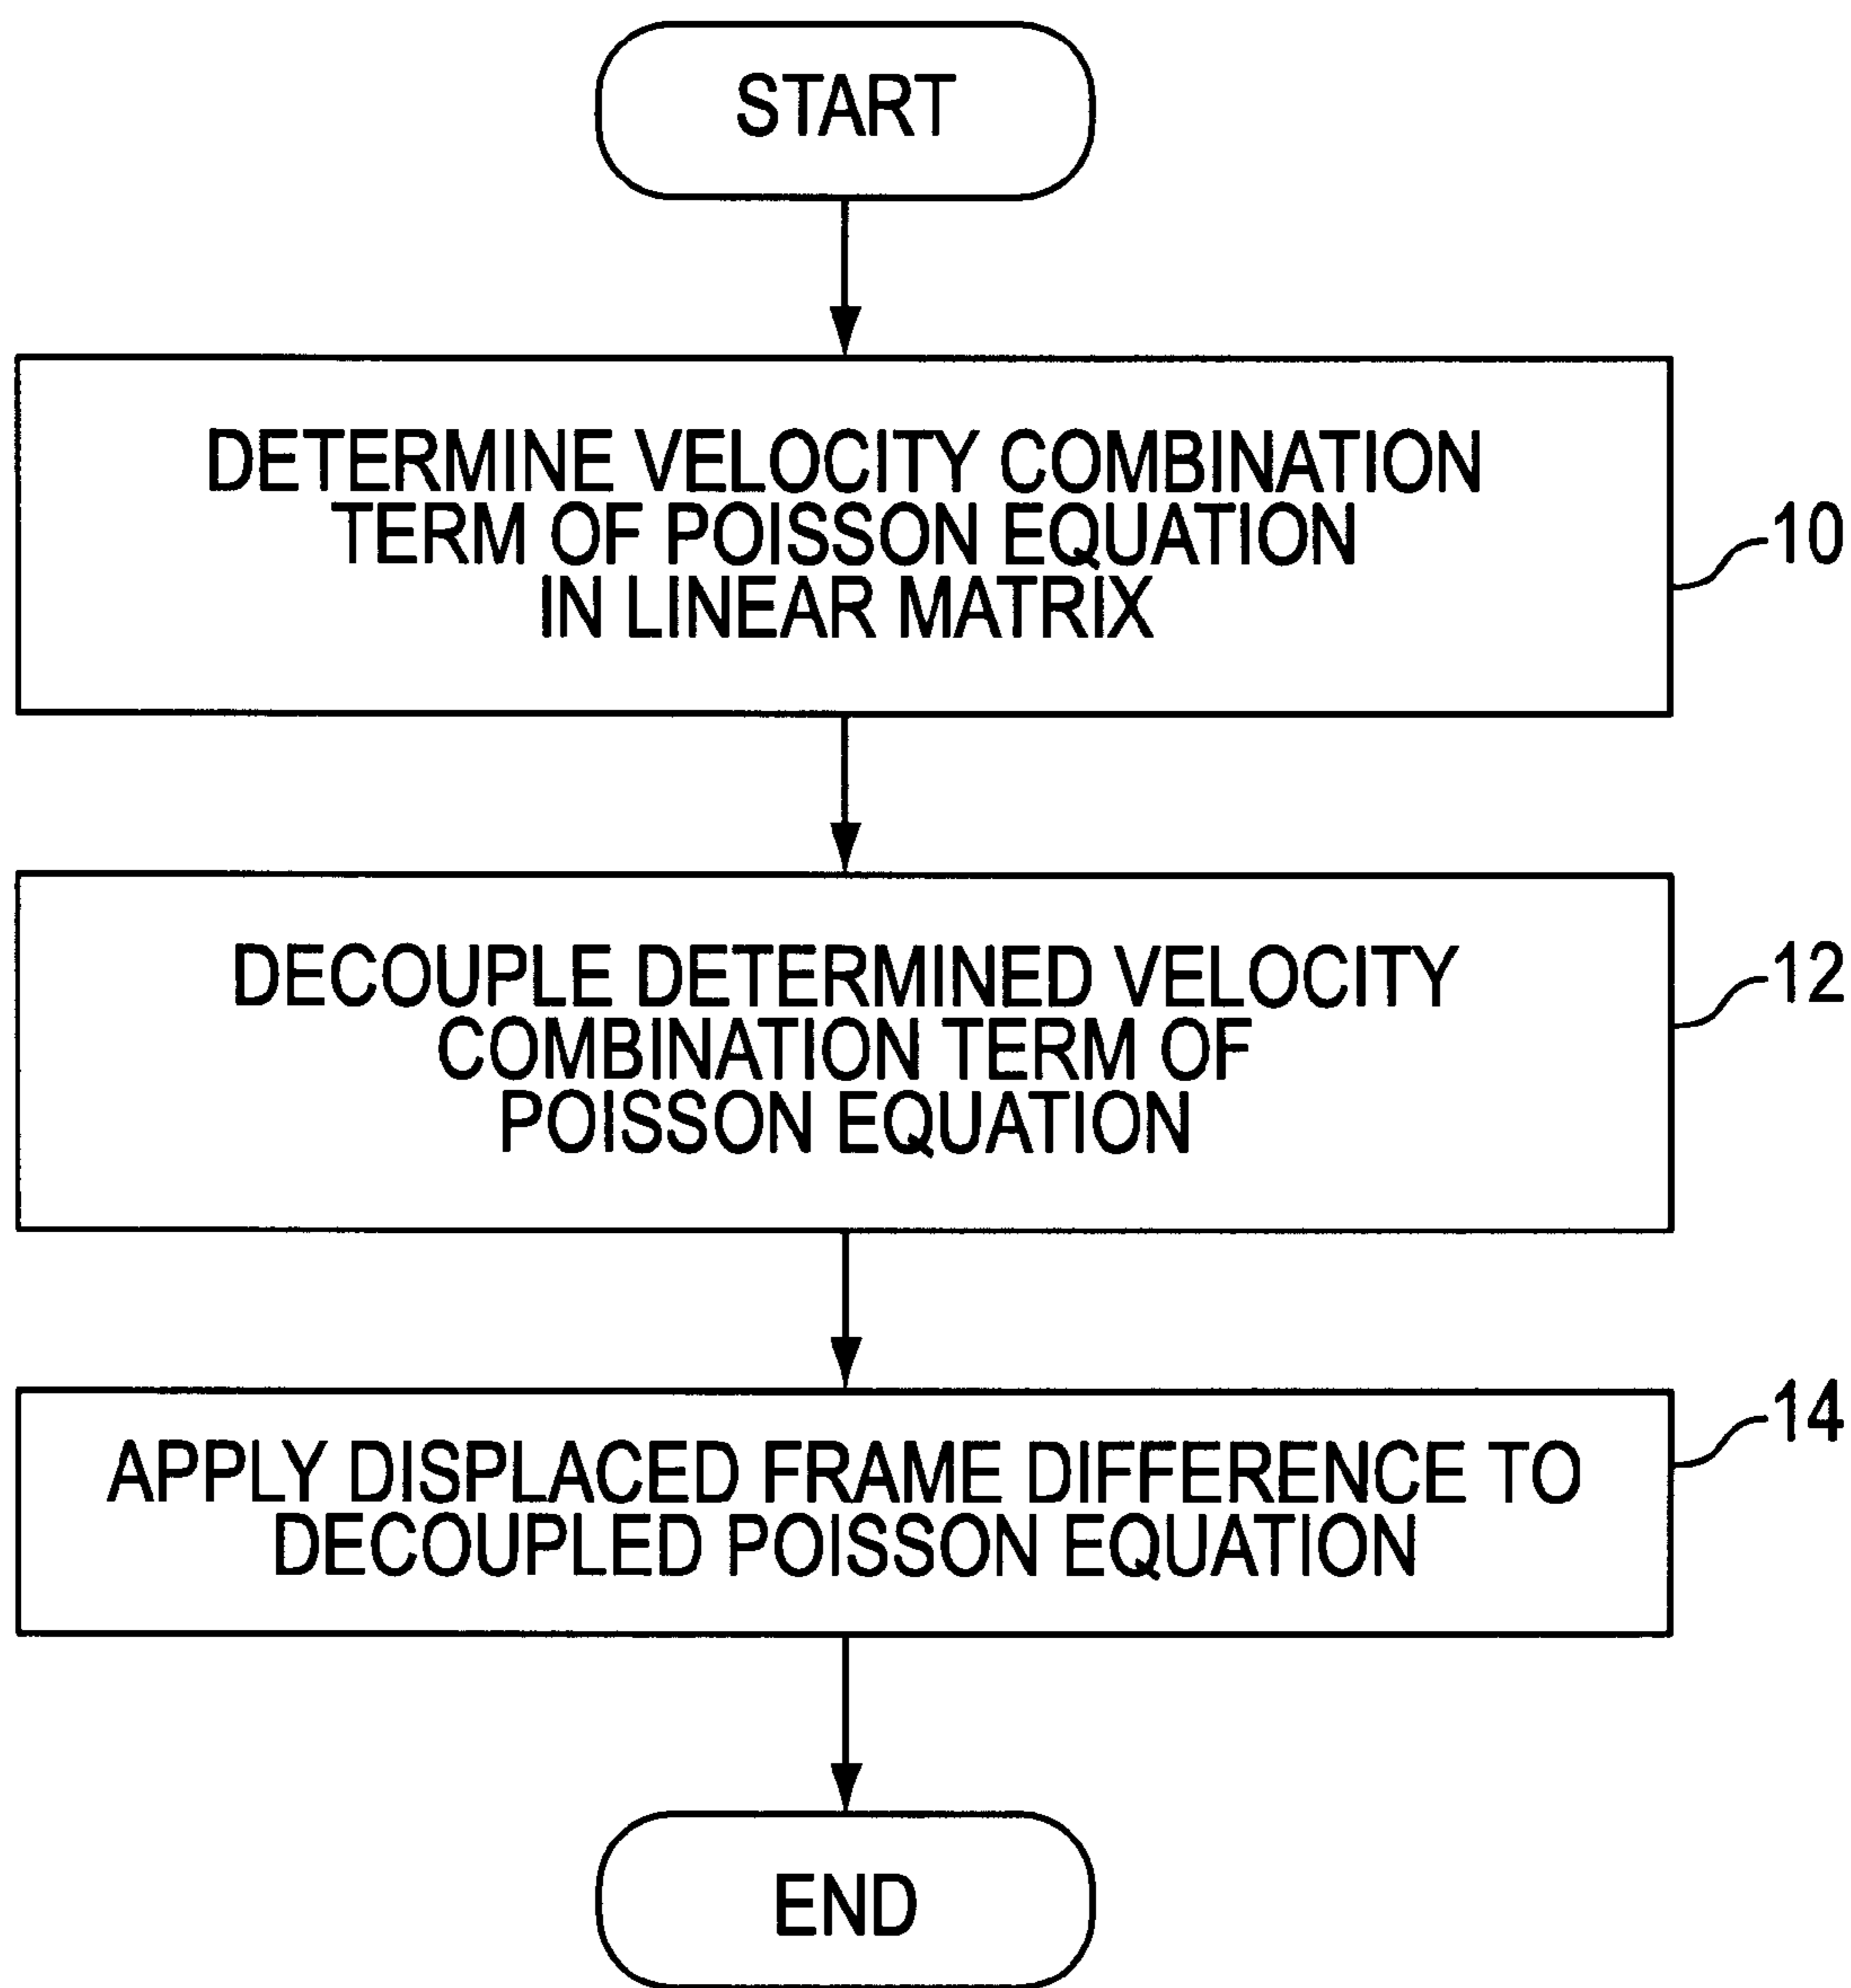 START
DETERMINE VELOCITY COMBINATION
TERM OF POISSON EQUATION
IN LINEAR MATRIX
10
DECOUPLE DETERMINED VELOCITY
COMBINATION TERM OF
POISSON EQUATION
12
APPLY DISPLACED FRAME DIFFERENCE TO
DECOUPLED POISSON EQUATION
14
END